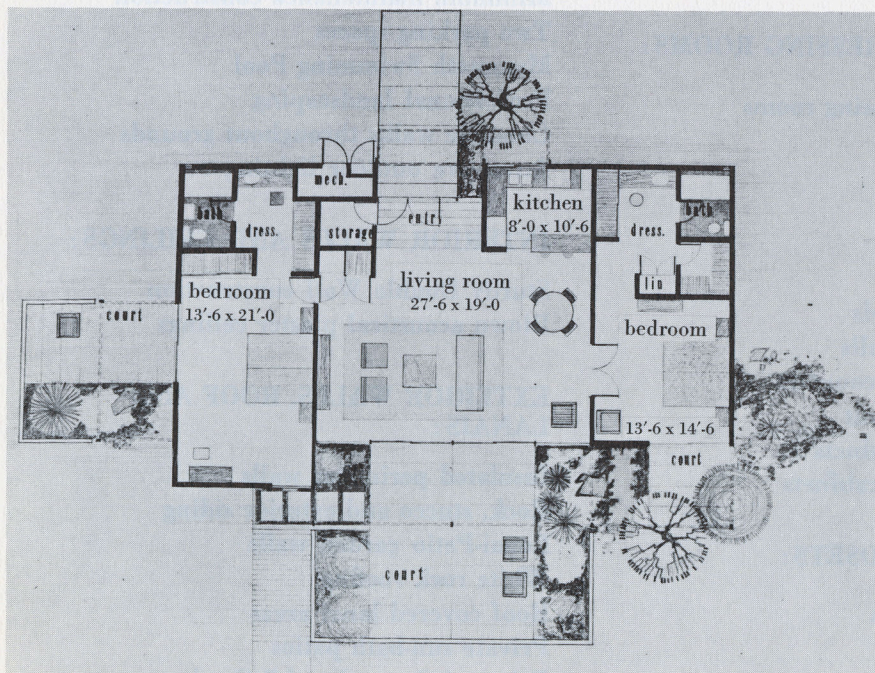 mech.
bath
dress.
storage
entry
kitchen
8'-0 x 10'-6
dress.
bath
lin
court
bedroom
13'-6 x 21'-0
living room
27'-6 x 19'-0
bedroom
13'-6 x 14'-6
court
court